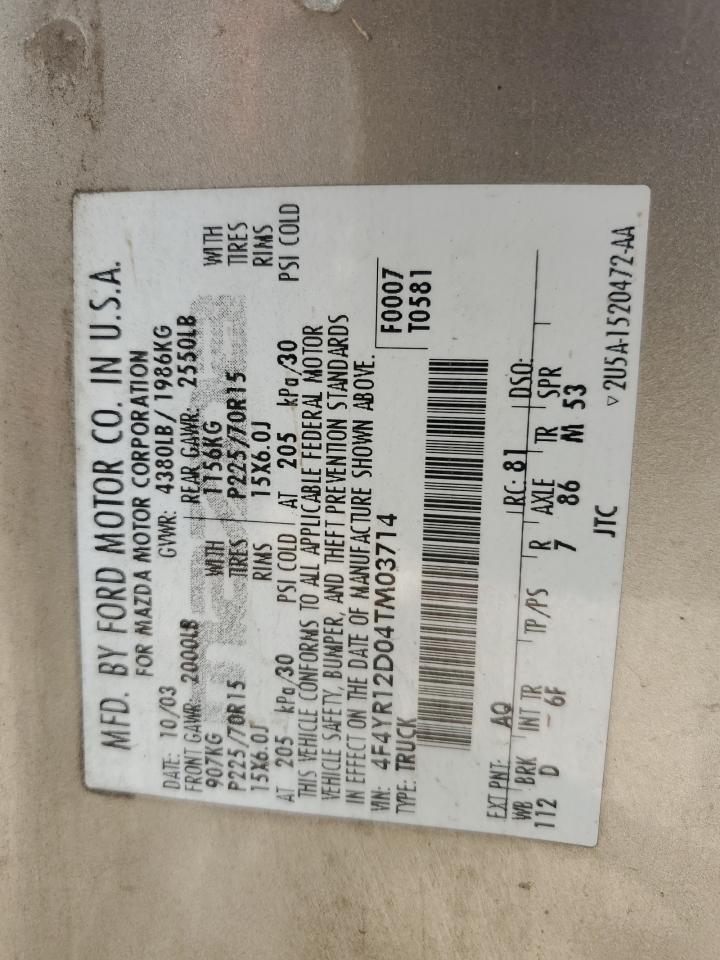 MFD. BY FORD MOTOR CO. IN U.S.A.
FOR MAZDA MOTOR CORPORATION
DATE: 10/03 GVWR: 4380LB/ 1986KG
FRONT GAWR: 2000LB REAR GAWR: 2550LB
907KG WITH 1156KG WITH
P225/70R15 TIRES P225/70R15 TIRES
15X6.0J RIMS 15X6.0J RIMS
AT 205 kPa/30 PSI COLD AT 205 kPa/30 PSI COLD
THIS VEHICLE CONFORMS TO ALL APPLICABLE FEDERAL MOTOR
VEHICLE SAFETY, BUMPER, AND THEFT PREVENTION STANDARDS
IN EFFECT ON THE DATE OF MANUFACTURE SHOWN ABOVE.
VIN: 4F4YR12D04TM03714 F0007
TYPE: TRUCK T0581
EXT PNT: AQ RC: 81 DSO:
WB BRK INT TR TP/PS R AXLE TR SPR
112 D - 6F 7 86 M 53
JTC
▽2U5A-1520472-AA